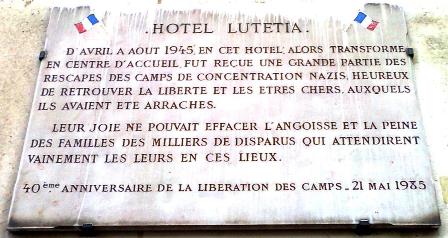 .HOTEL LUTETIA.
D'AVRIL A AOUT 1945, EN CET HOTEL, ALORS TRANSFORME
EN CENTRE D'ACCUEIL, FUT REÇUE UNE GRANDE PARTIE DES
RESCAPES DES CAMPS DE CONCENTRATION NAZIS, HEUREUX
DE RETROUVER LA LIBERTE ET LES ETRES CHERS, AUXQUELS
ILS AVAIENT ETE ARRACHES.
LEUR JOIE NE POUVAIT EFFACER L'ANGOISSE ET LA PEINE
DES FAMILLES DES MILLIERS DE DISPARUS QUI ATTENDIRENT
VAINEMENT LES LEURS EN CES LIEUX.
40ème ANNIVERSAIRE DE LA LIBERATION DES CAMPS_21 MAI 1985